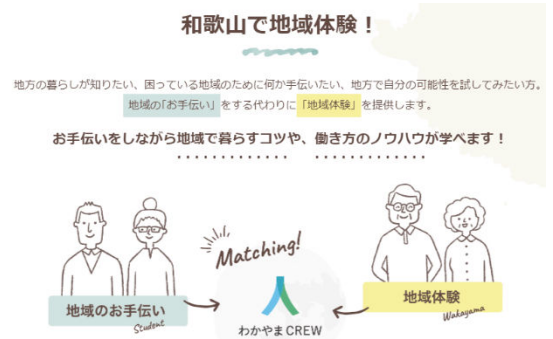 和歌山で地域体験！
地方の暮らしが知りたい、困っている地域のために何か手伝いたい、地方で自分の可能性を試してみたい方。
地域の「お手伝い」をする代わりに「地域体験」を提供します。
お手伝いをしながら地域で暮らすコツや、働き方のノウハウが学べます！
Matching!
地域のお手伝い
Student
地域体験
Wakayama
わかやま CREW